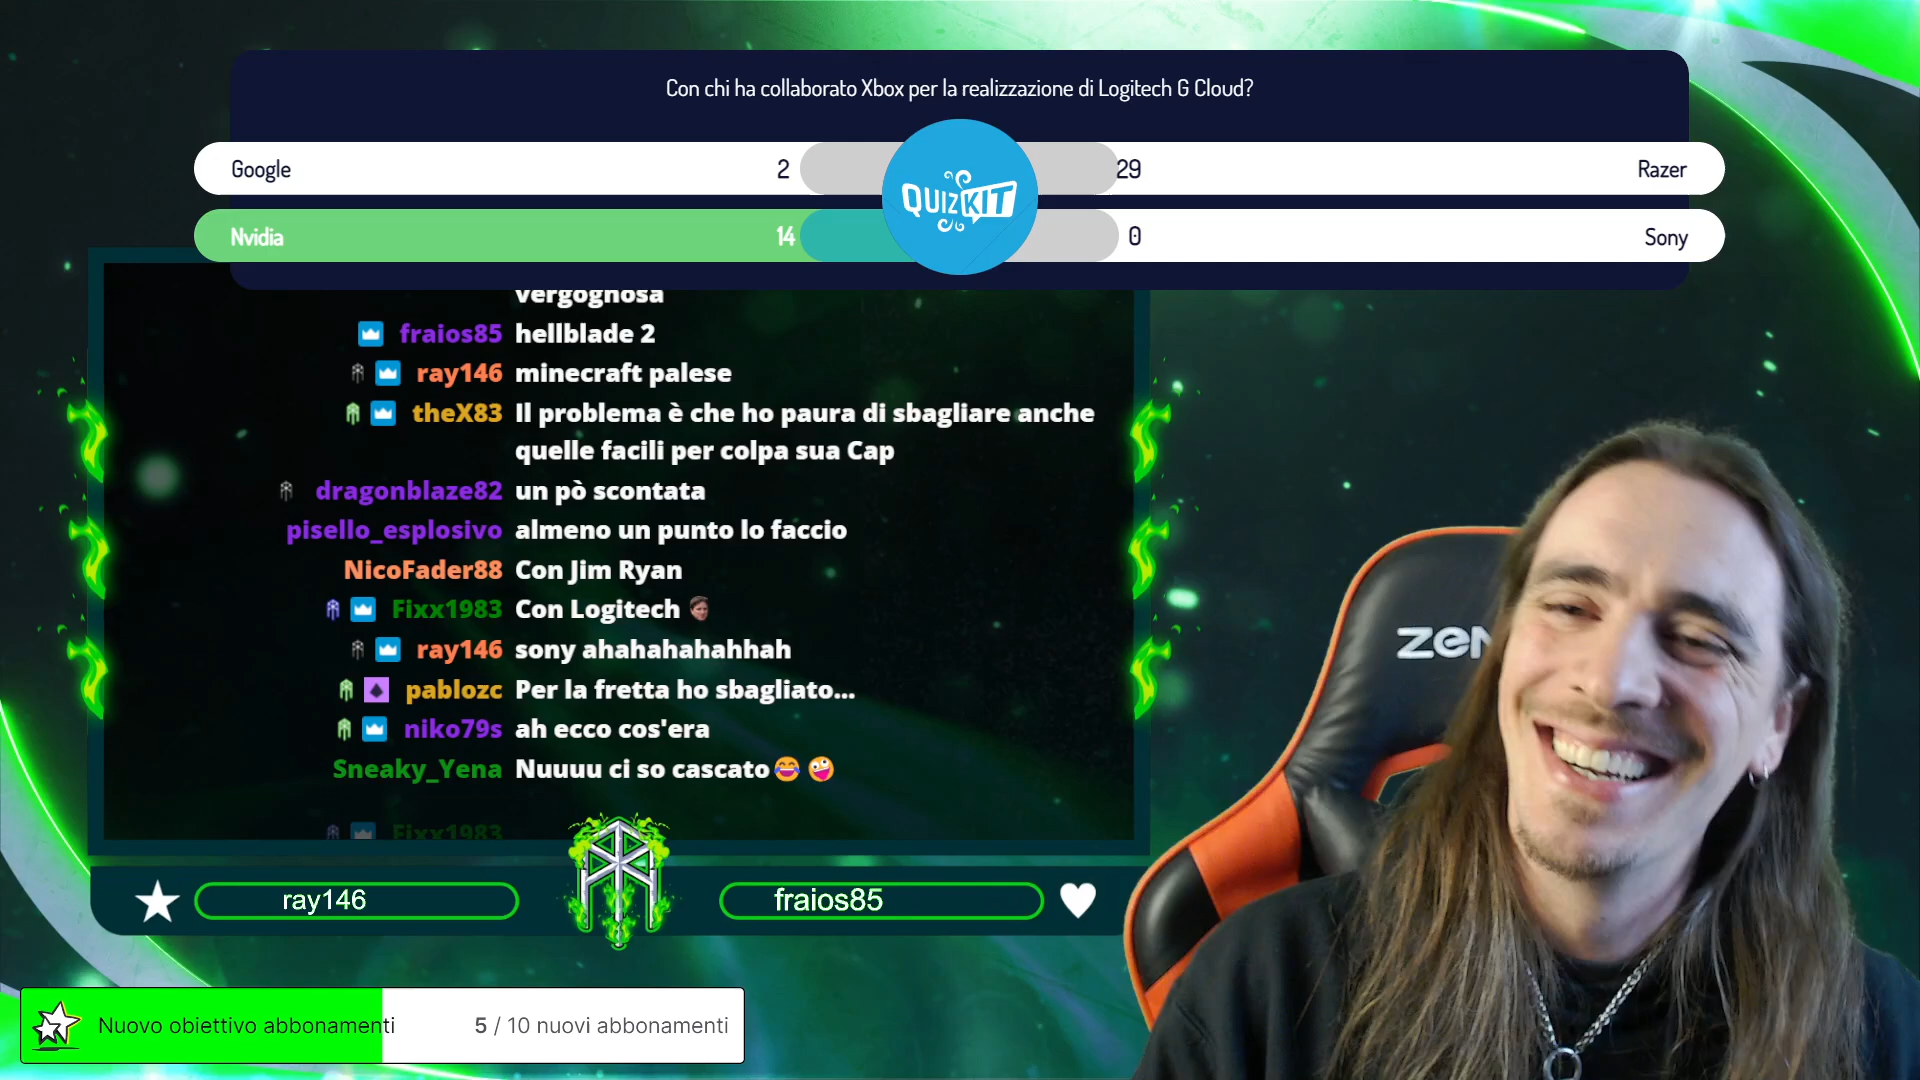 Con chi ha collaborato Xbox per la realizzazione di Logitech G Cloud?
Google 2
29 Razer
QUIZKIT
Nvidia 14
0 Sony
vergognosa
fraios85 hellblade 2
ray146 minecraft palese
theX83 Il problema è che ho paura di sbagliare anche
quelle facili per colpa sua Cap
dragonblaze82 un pò scontata
pisello_esplosivo almeno un punto lo faccio
NicoFader88 Con Jim Ryan
Fixx1983 Con Logitech
ray146 sony ahahahahahhah
pablozc Per la fretta ho sbagliato...
niko79s ah ecco cos'era
Sneaky_Yena Nuuuu ci so cascato😂 🤪
Fixx1983
ray146
fraios85
Nuovo obiettivo abbonamenti 5 / 10 nuovi abbonamenti